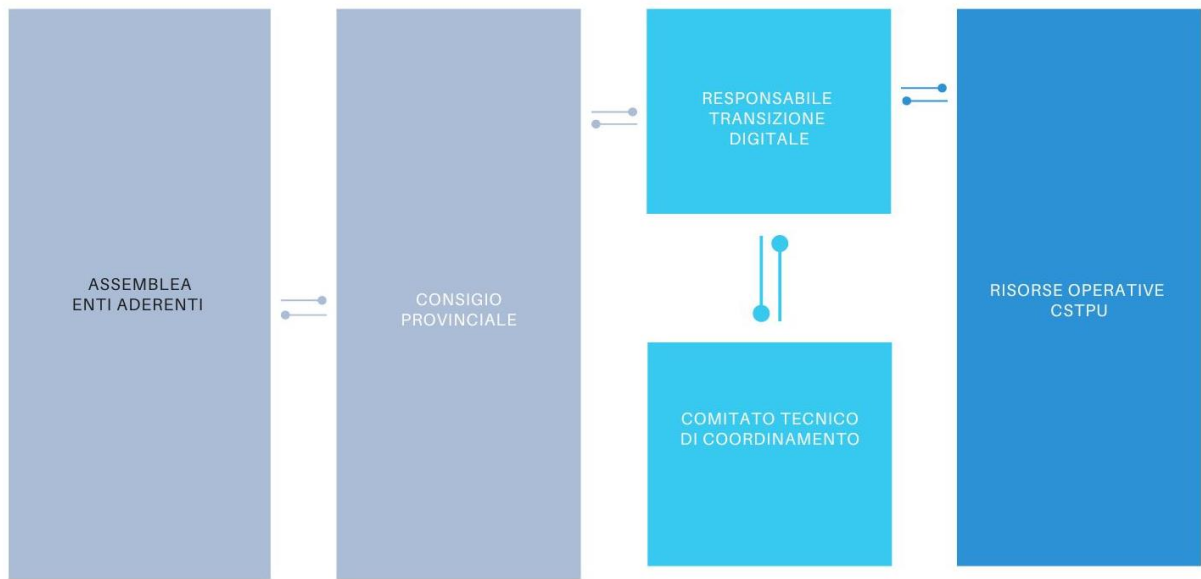 ASSEMBLEA
ENTI ADERENTI
CONSIGIO
PROVINCIALE
RESPONSABILE
TRANSIZIONE
DIGITALE
COMITATO TECNICO
DI COORDINAMENTO
RISORSE OPERATIVE
CSTPU